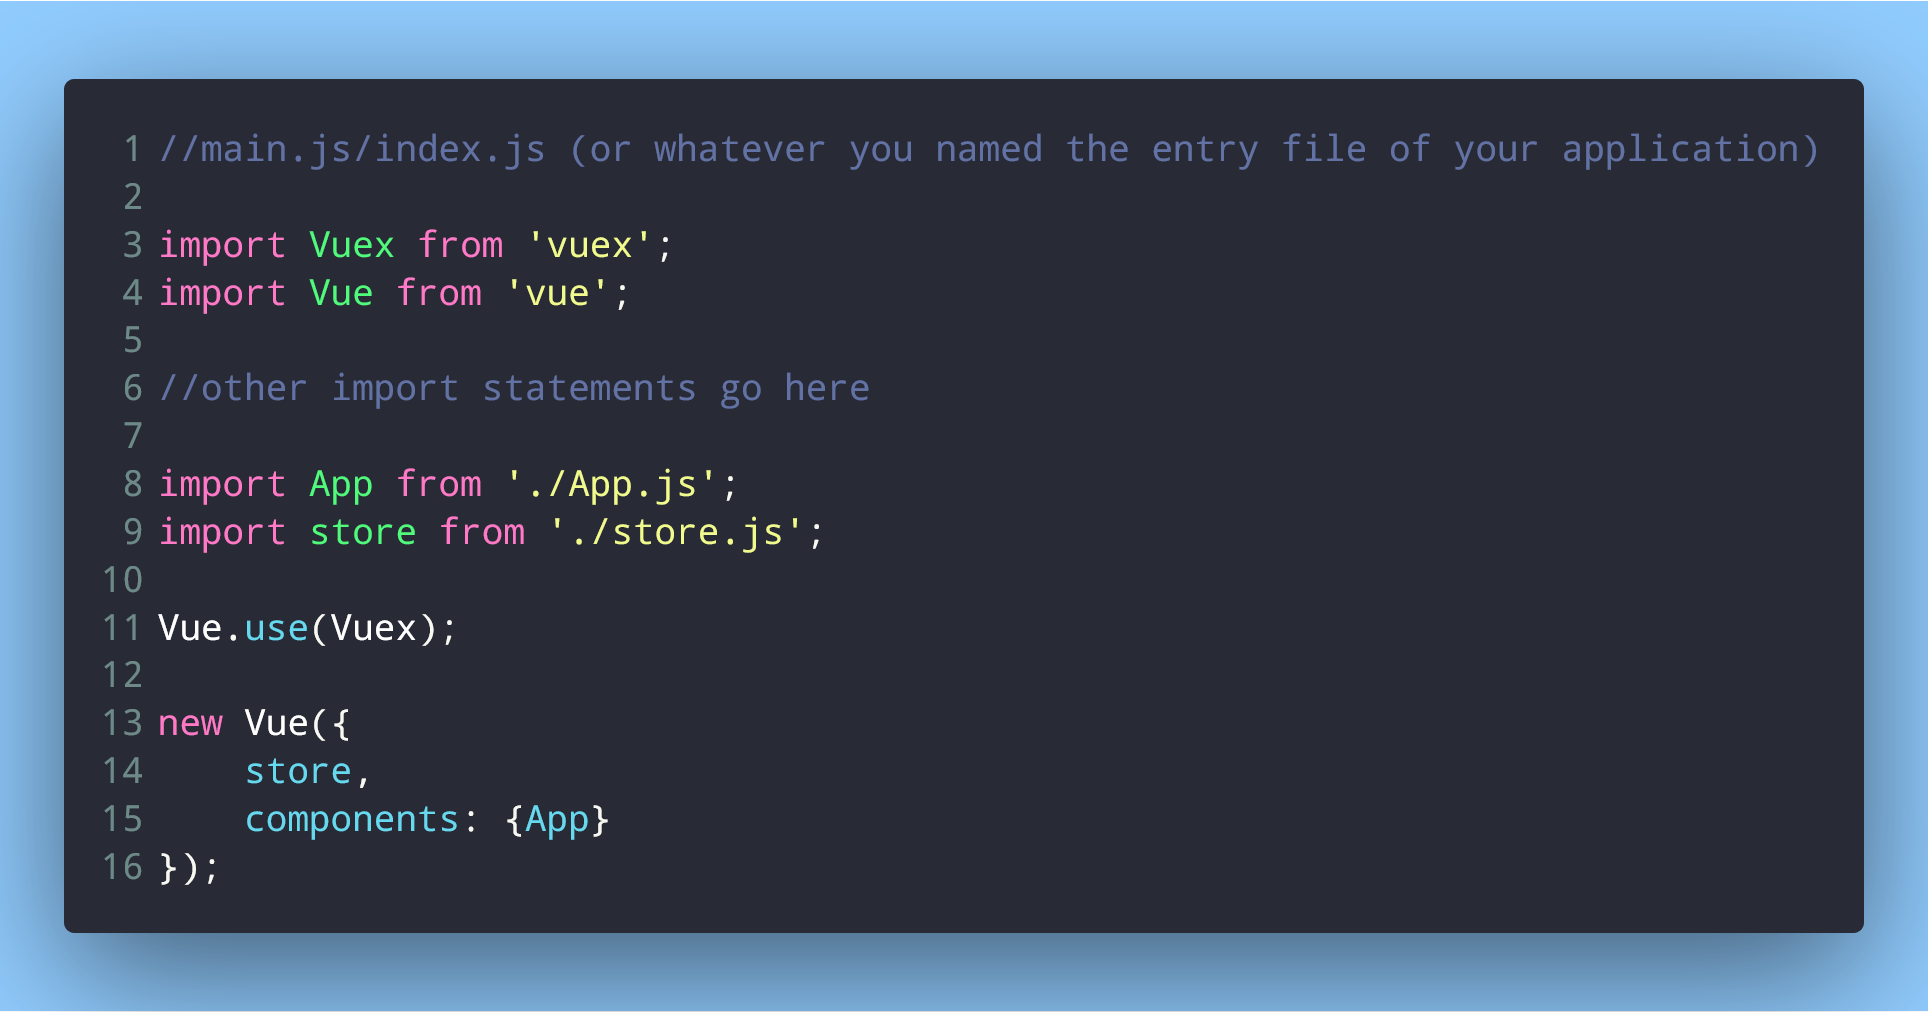 1 //main.js/index.js (or whatever you named the entry file of your application)
2
3 import Vuex from 'vuex';
4 import Vue from 'vue';
5
6 //other import statements go here
7
8 import App from './App.js';
9 import store from './store.js';
10
11 Vue.use(Vuex);
12
13 new Vue({
14     store,
15     components: {App}
16 });